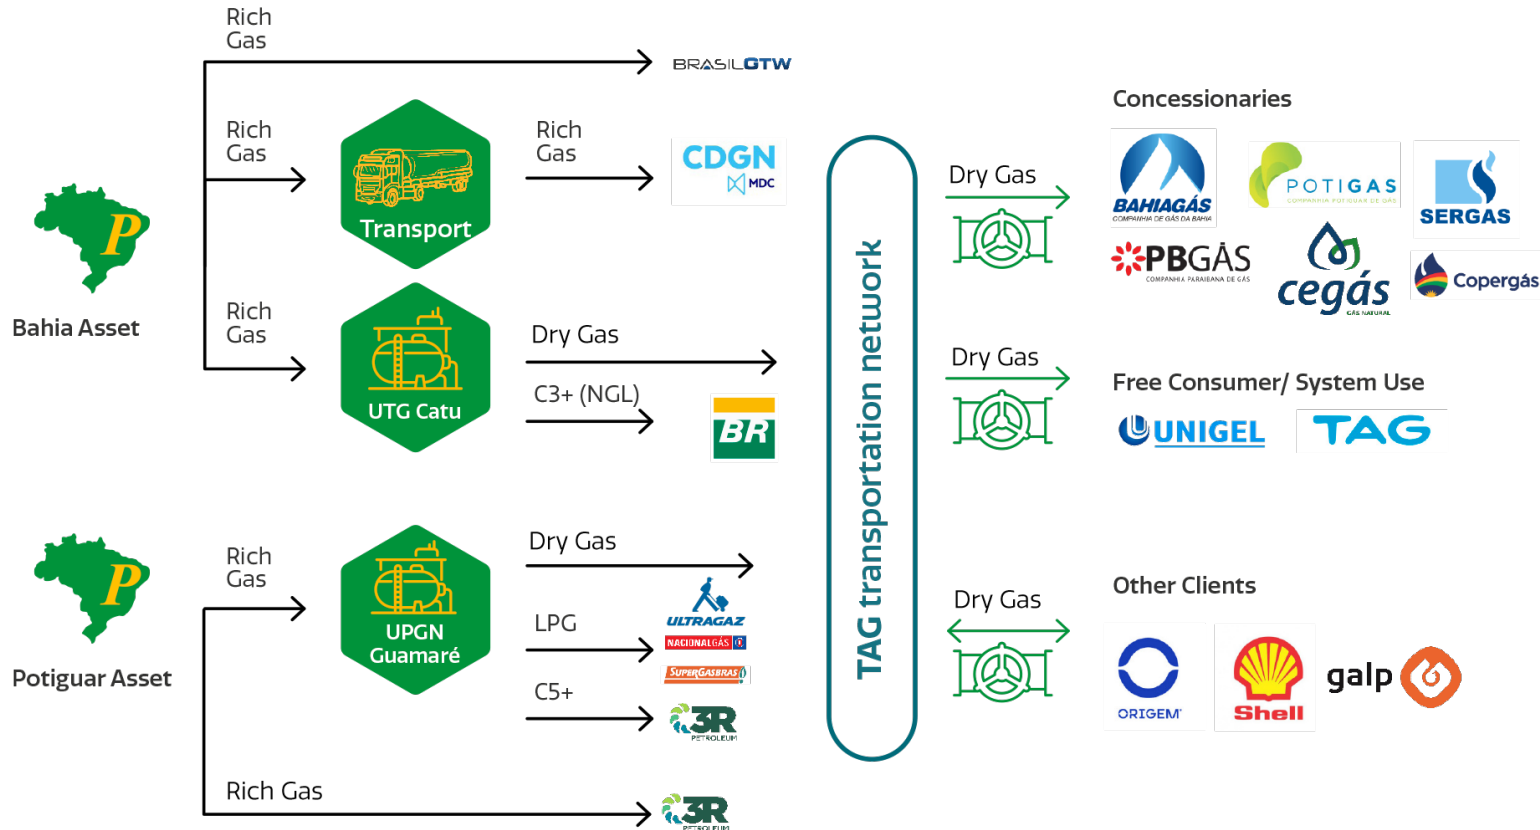 Rich
Gas
BRASILGTW
Rich
Gas
Transport
Rich
Gas
CDGN
MDC
P
Bahia Asset
Rich
Gas
UTG Catu
Dry Gas
C3+ (NGL)
BR
P
Potiguar Asset
Rich
Gas
UPGN
Guamaré
Dry Gas
LPG
ULTRAGAZ
NACIONALGÁS
SUPERGASBRAS
C5+
3R
PETROLEUM
Rich Gas
3R
PETROLEUM
TAG transportation network
Dry Gas
Concessionaries
BAHIAGÁS
COMPANHIA DE GÁS DA BAHIA
POTIGAS
COMPANHIA POTIGUAR DE GÁS
SERGAS
PBGÁS
COMPANHIA PARAIBANA DE GÁS
cegás
GÁS NATURAL
Copergás
Dry Gas
Free Consumer/ System Use
UNIGEL
TAG
Dry Gas
Other Clients
ORIGEM
Shell
galp